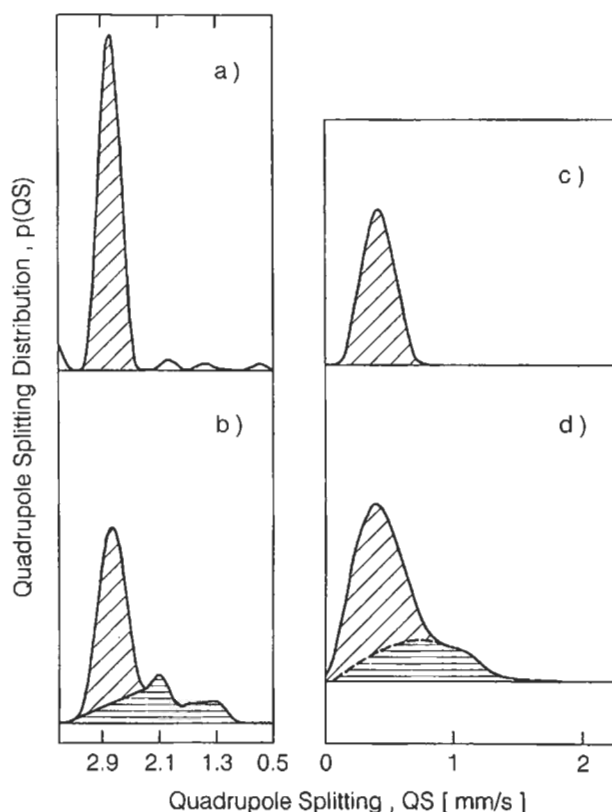 a )
b )
c )
d )
Quadrupole Splitting Distribution , p(QS)
2.9 2.1 1.3 0.5
0 1 2
Quadrupole Splitting , QS [ mm/s ]